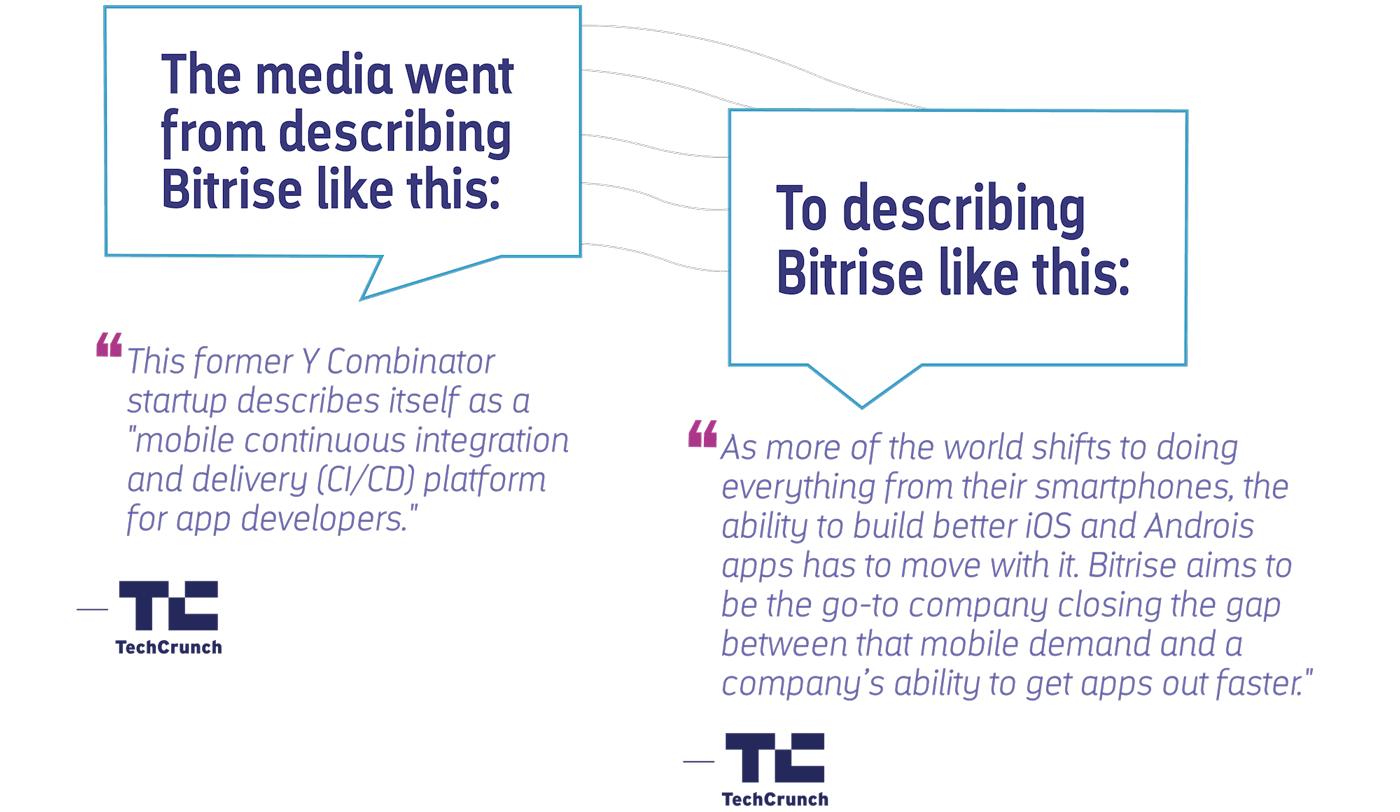 The media went
from describing
Bitrise like this:
To describing
Bitrise like this:
❝This former Y Combinator
startup describes itself as a
"mobile continuous integration
and delivery (CI/CD) platform
for app developers."
— TC
TechCrunch
❝As more of the world shifts to doing
everything from their smartphones, the
ability to build better iOS and Androis
apps has to move with it. Bitrise aims to
be the go-to company closing the gap
between that mobile demand and a
company’s ability to get apps out faster."
— TC
TechCrunch